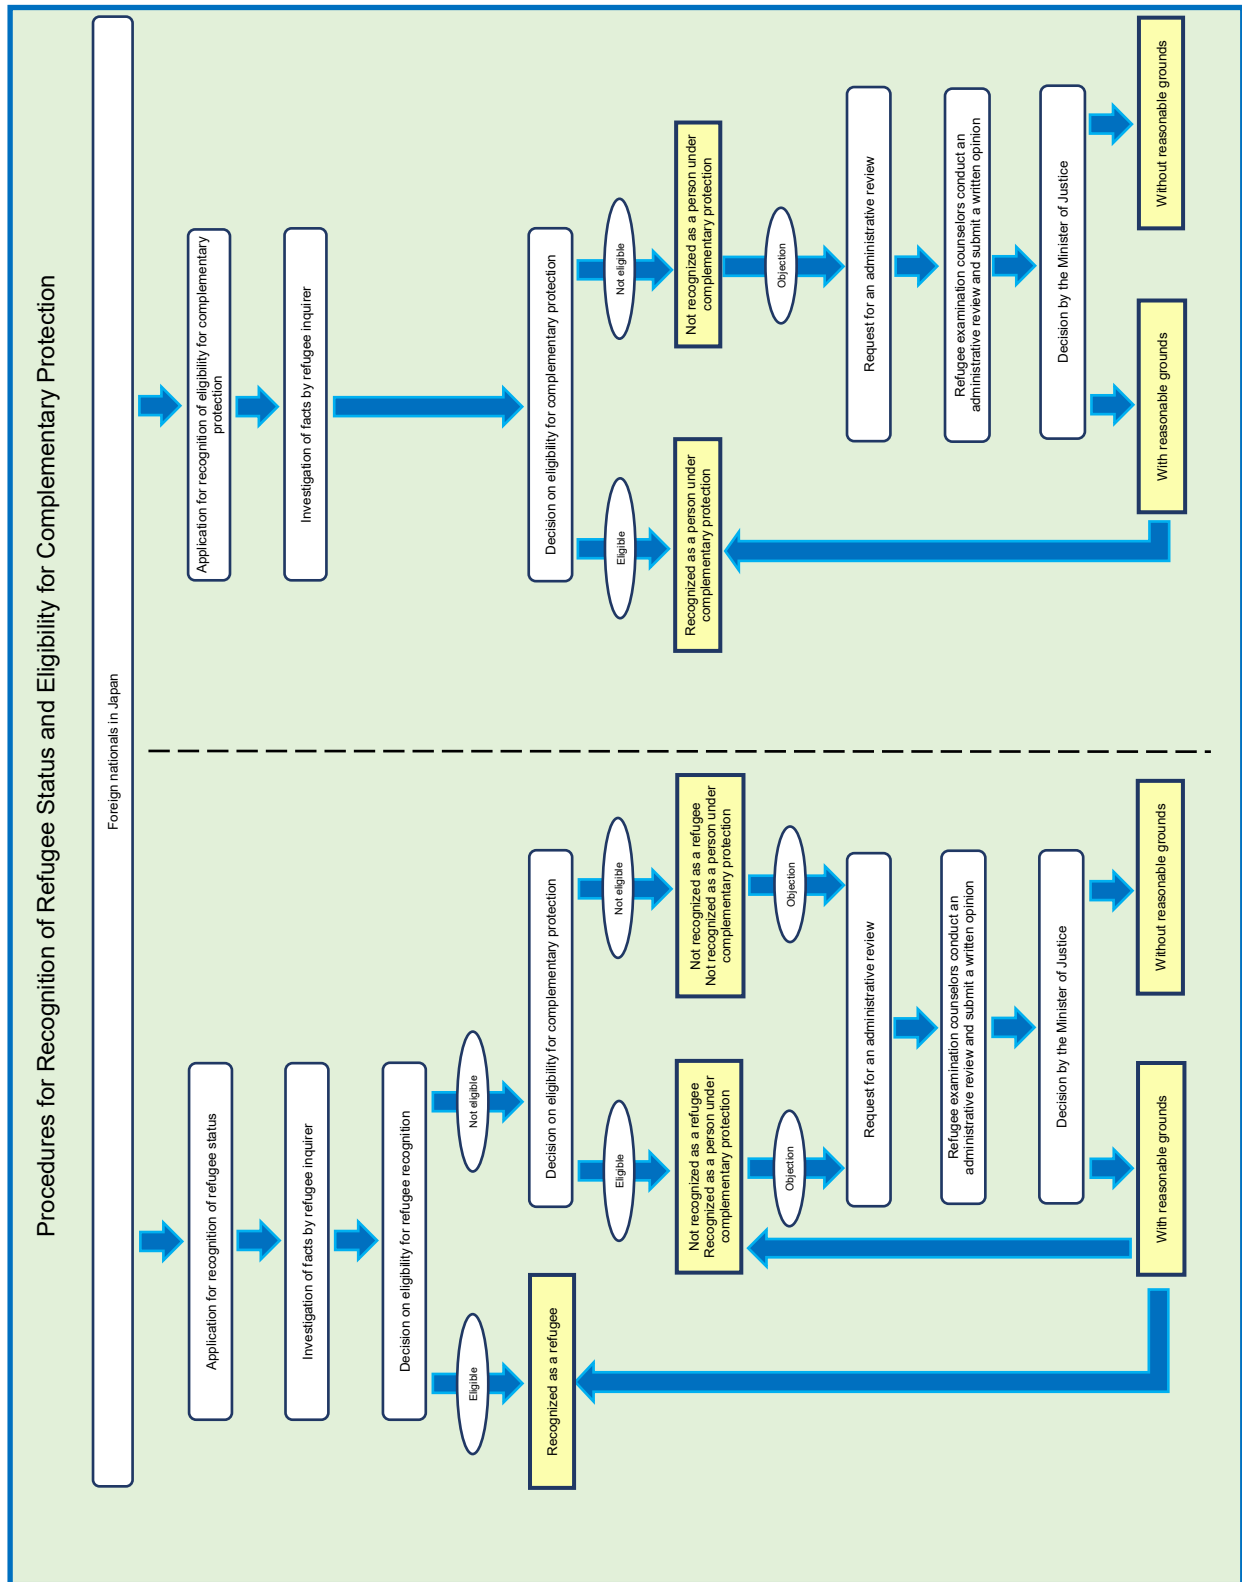 Procedures for Recognition of Refugee Status and Eligibility for Complementary Protection
Foreign nationals in Japan
Application for recognition of refugee status
Investigation of facts by refugee inquirer
Decision on eligibility for refugee recognition
Eligible
Not eligible
Recognized as a refugee
Decision on eligibility for complementary protection
Eligible
Not eligible
Not recognized as a refugee
Recognized as a person under
complementary protection
Not recognized as a refugee
Not recognized as a person under
complementary protection
Objection
Objection
Request for an administrative review
Refugee examination counselors conduct an
administrative review and submit a written opinion
Decision by the Minister of Justice
With reasonable grounds
Without reasonable grounds
Application for recognition of eligibility for complementary
protection
Investigation of facts by refugee inquirer
Decision on eligibility for complementary protection
Eligible
Not eligible
Recognized as a person under
complementary protection
Not recognized as a person under
complementary protection
Objection
Request for an administrative review
Refugee examination counselors conduct an
administrative review and submit a written opinion
Decision by the Minister of Justice
With reasonable grounds
Without reasonable grounds